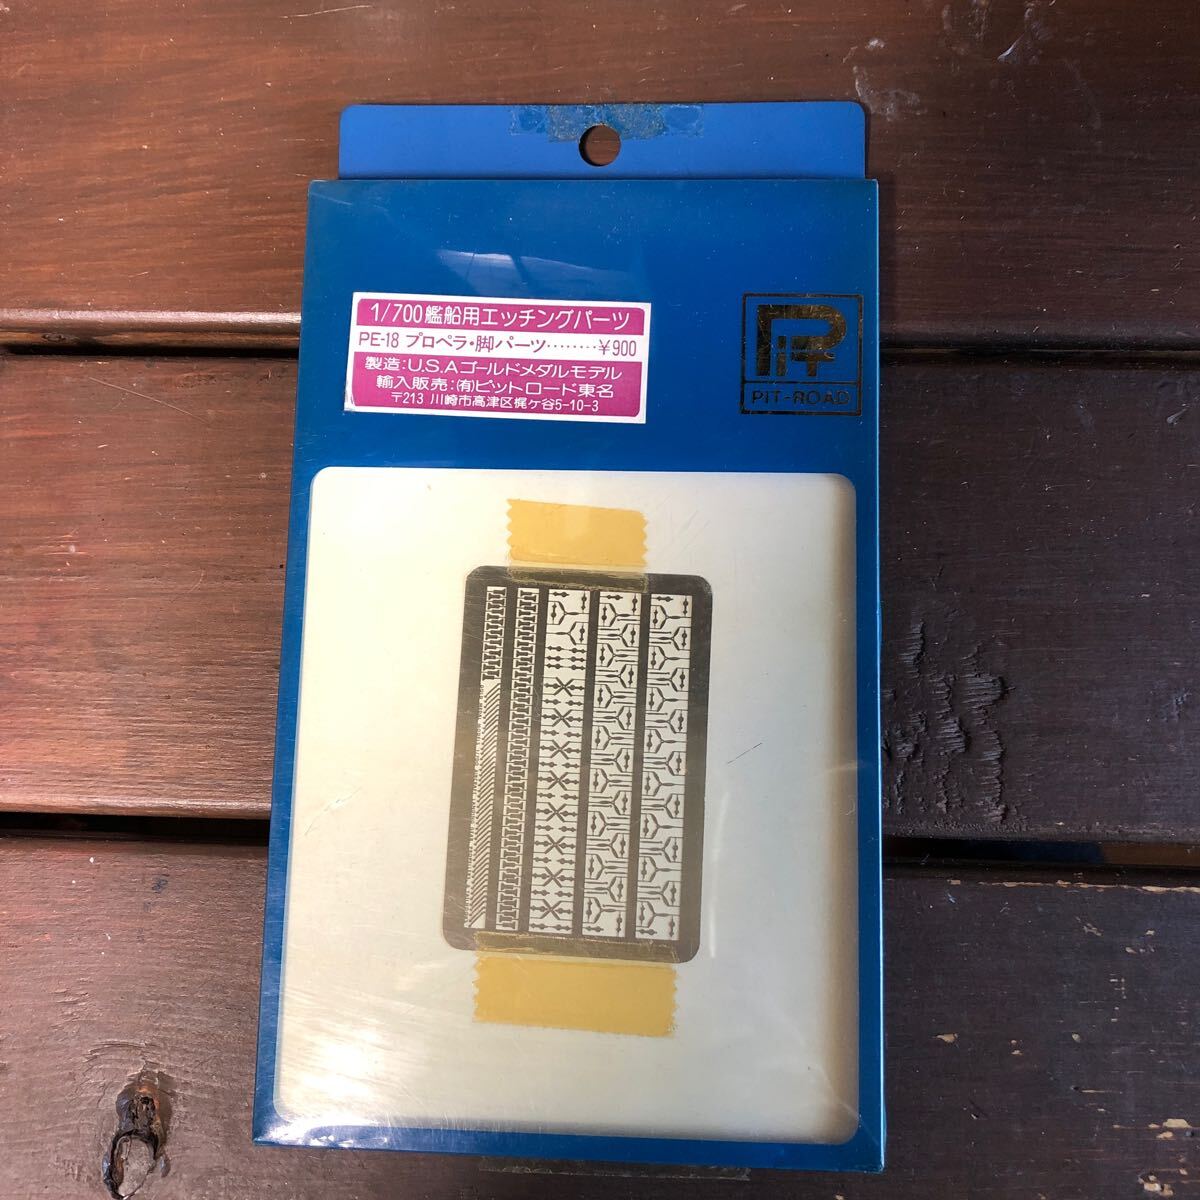 1/700艦船用エッチングパーツ
PE-18 プロペラ・脚パーツ………￥900
製造：U.S.Aゴールドメダルモデル
輸入販売：㈲ピットロード東名
〒213 川崎市高津区梶ケ谷5-10-3
PIT
PIT-ROAD